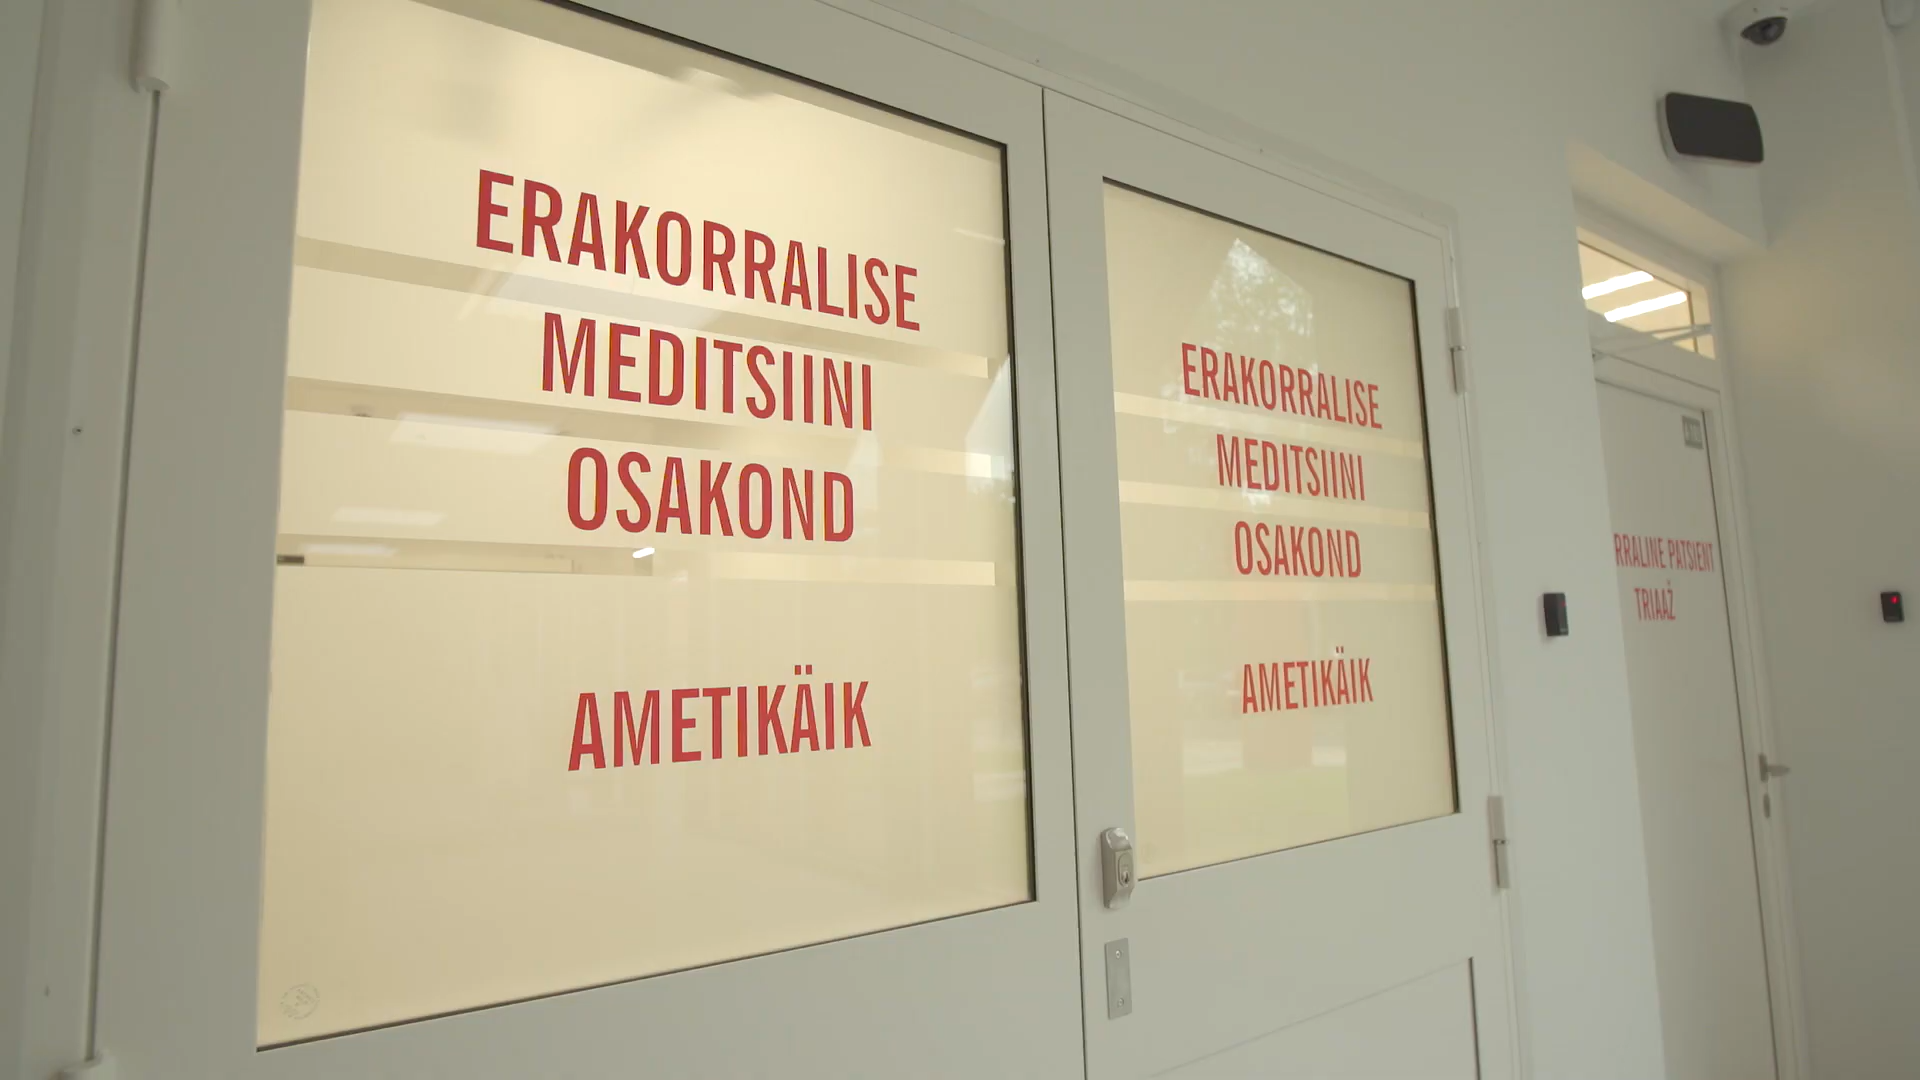 ERAKORRALISE
MEDITSIINI
OSAKOND
AMETIKÄIK
ERAKORRALISE
MEDITSIINI
OSAKOND
AMETIKÄIK
RRALINE PATSIENT
TRIAAŽ